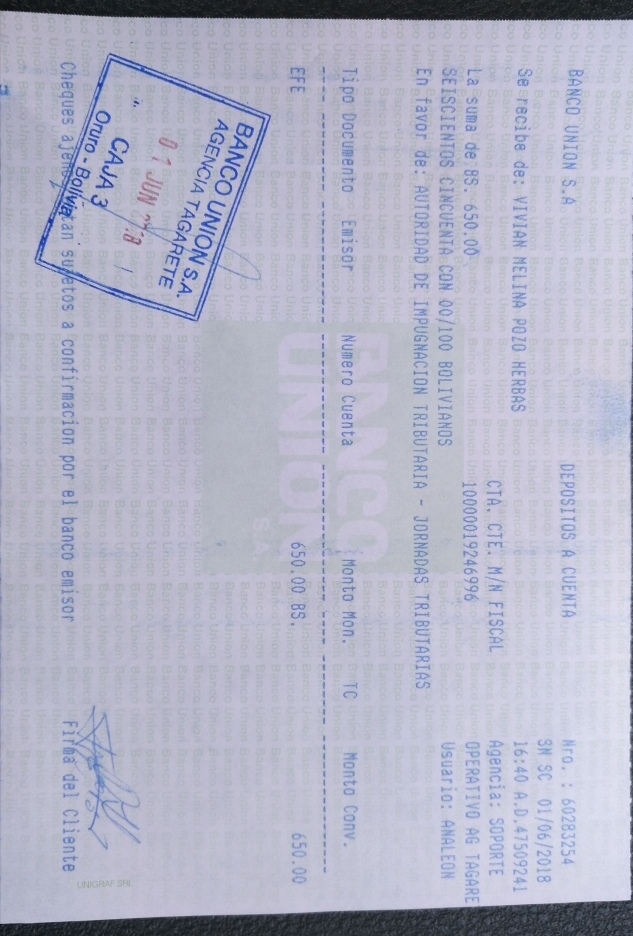 BANCO UNION S.A
DEPOSITOS A CUENTA
Nro. : 60283254
SN SC 01/06/2018
Se recibe de: VIVIAN MELINA POZO HERBAS
CTA. CTE. M/N FISCAL
16:40 A.D.47509241
La suma de BS. 650.00
10000019246996
Agencia: SOPORTE
OPERATIVO AG TAGARE
SEISCIENTOS CINCUENTA CON 00/100 BOLIVIANOS
Usuario: ANALEON
En favor de: AUTORIDAD DE IMPUGNACION TRIBUTARIA - JORNADAS TRIBUTARIAS
Tipo Documento Emisor Numero Cuenta Monto Mon. TC Monto Conv.
EFE 650.00 BS. 650.00
BANCO UNION
S.A.
BANCO UNION S.A.
AGENCIA TAGARETE
01 JUN 2018
CAJA 3
Oruro - Bolivia
Cheques ajenos sujetos a confirmacion por el banco emisor
Firma del Cliente
UNIGRAF SRL